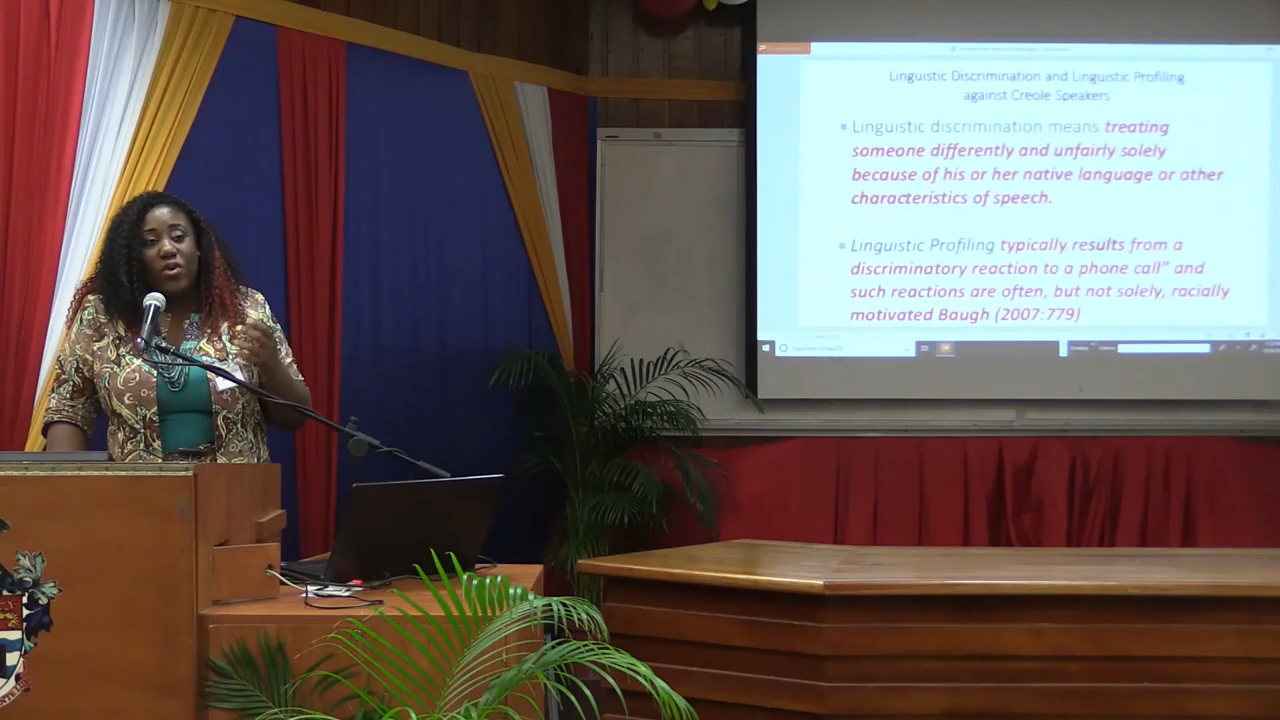 Linguistic Discrimination and Linguistic Profiling
against Creole Speakers
Linguistic discrimination means treating
someone differently and unfairly solely
because of his or her native language or other
characteristics of speech.
Linguistic Profiling typically results from a
discriminatory reaction to a phone call” and
such reactions are often, but not solely, racially
motivated Baugh (2007:779)